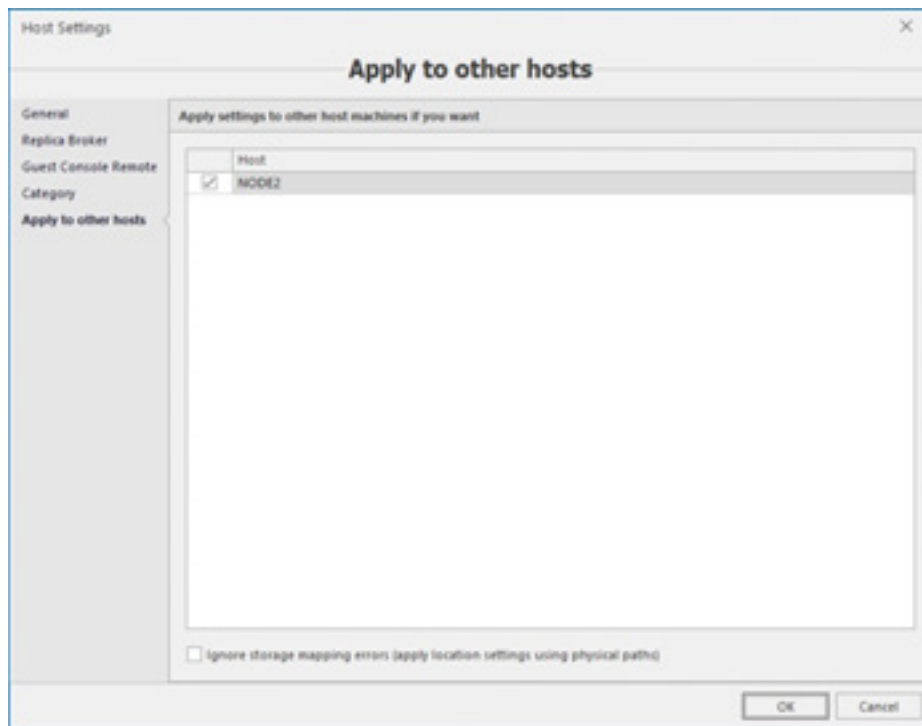 Host Settings
Apply to other hosts
General
Replica Broker
Guest Console Remote
Category
Apply to other hosts
Apply settings to other host machines if you want
Host
NODE2
Ignore storage mapping errors (apply location settings using physical paths)
OK
Cancel